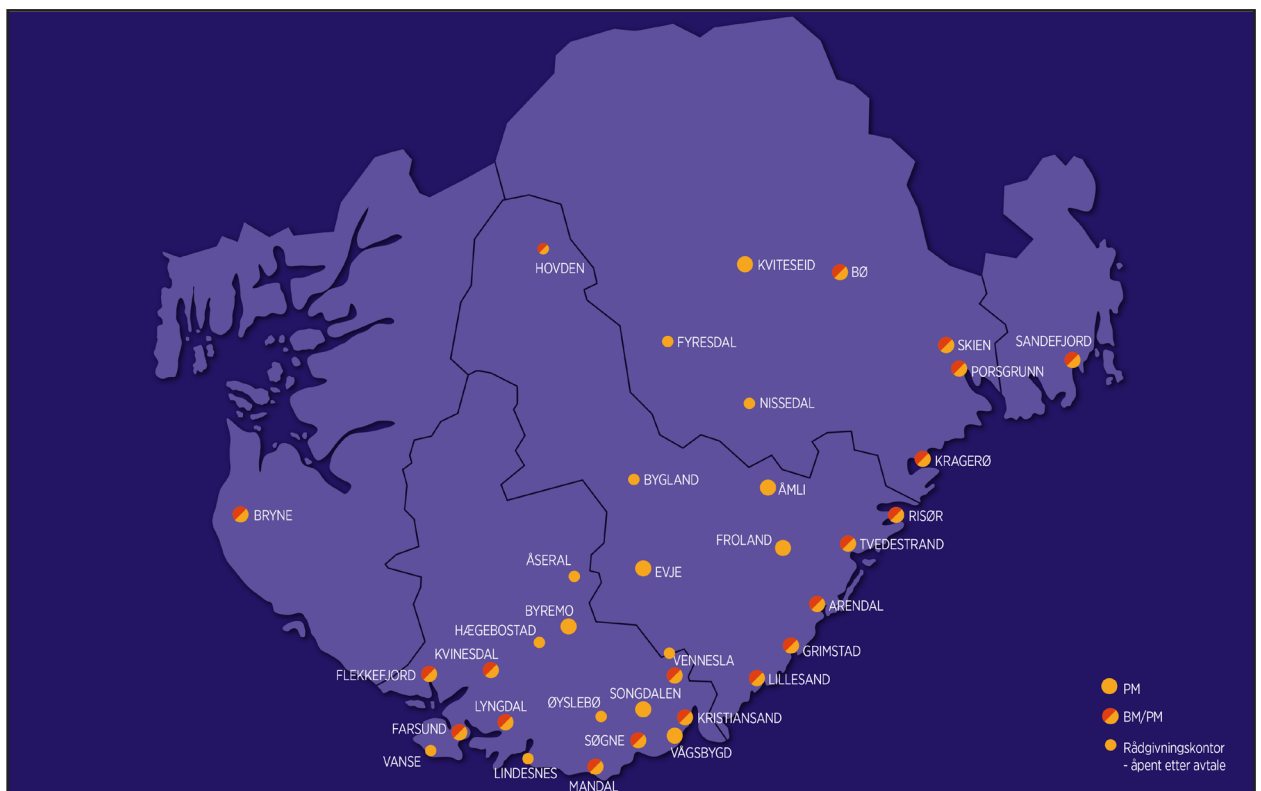 HOVDEN
KVITESEID
BØ
FYRESDAL
SKIEN
SANDEFJORD
PORSGRUNN
NISSEDAL
KRAGERØ
BYGLAND
ÅMLI
BRYNE
RISØR
FROLAND
TVEDESTRAND
ÅSERAL
EVJE
BYREMO
ARENDAL
HÆGEBOSTAD
KVINESDAL
GRIMSTAD
VENNESLA
FLEKKEFJORD
LILLESAND
SONGDALEN
ØYSLEBØ
LYNGDAL
KRISTIANSAND
FARSUND
SØGNE
VÅGSBYGD
VANSE
LINDESNES
MANDAL
PM
BM/PM
Rådgivningskontor
- åpent etter avtale